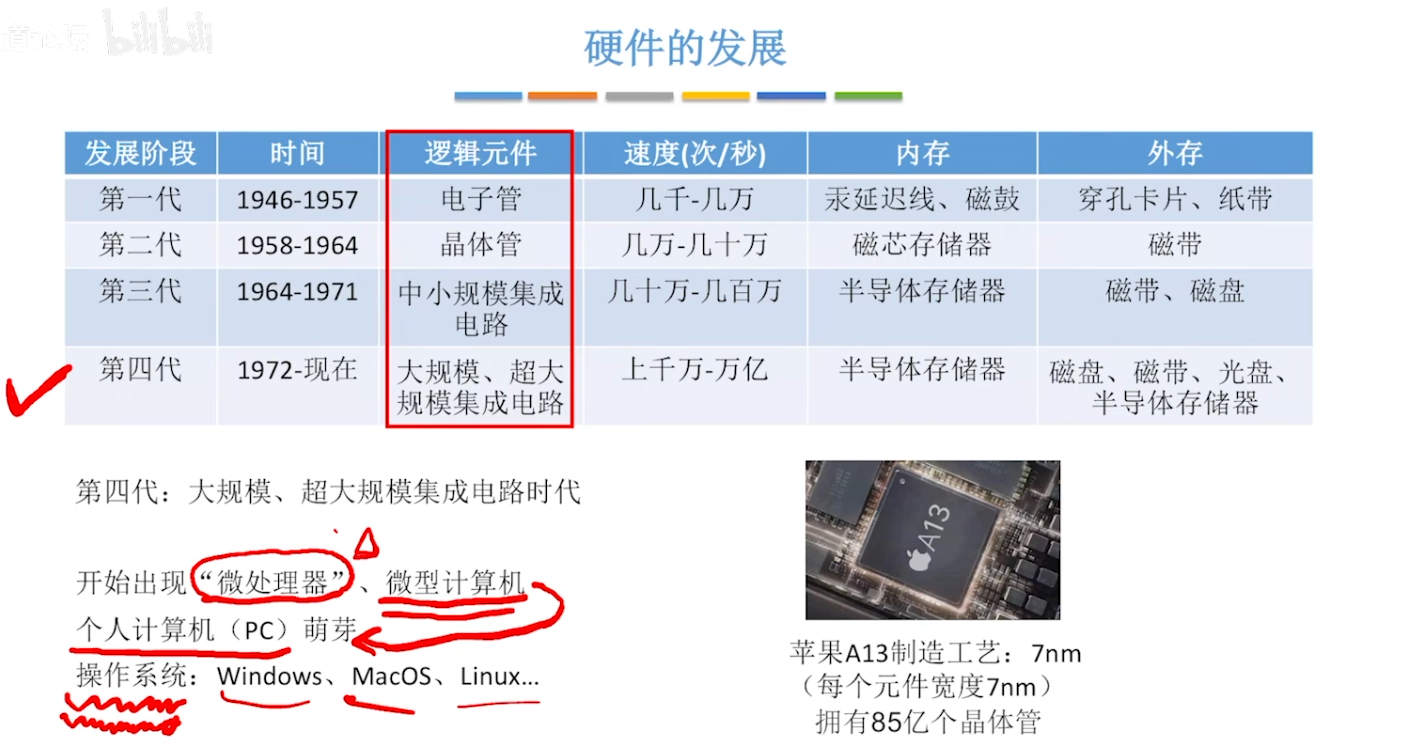 bilibili
硬件的发展
发展阶段 时间 逻辑元件 速度(次/秒) 内存 外存
第一代 1946-1957 电子管 几千-几万 汞延迟线、磁鼓 穿孔卡片、纸带
第二代 1958-1964 晶体管 几万-几十万 磁芯存储器 磁带
第三代 1964-1971 中小规模集成 几十万-几百万 半导体存储器 磁带、磁盘
电路
第四代 1972-现在 大规模、超大 上千万-万亿 半导体存储器 磁盘、磁带、光盘、
规模集成电路 半导体存储器
第四代：大规模、超大规模集成电路时代
开始出现“微处理器”、微型计算机
个人计算机（PC）萌芽
操作系统：Windows、MacOS、Linux...
A13
苹果A13制造工艺：7nm
（每个元件宽度7nm）
拥有85亿个晶体管